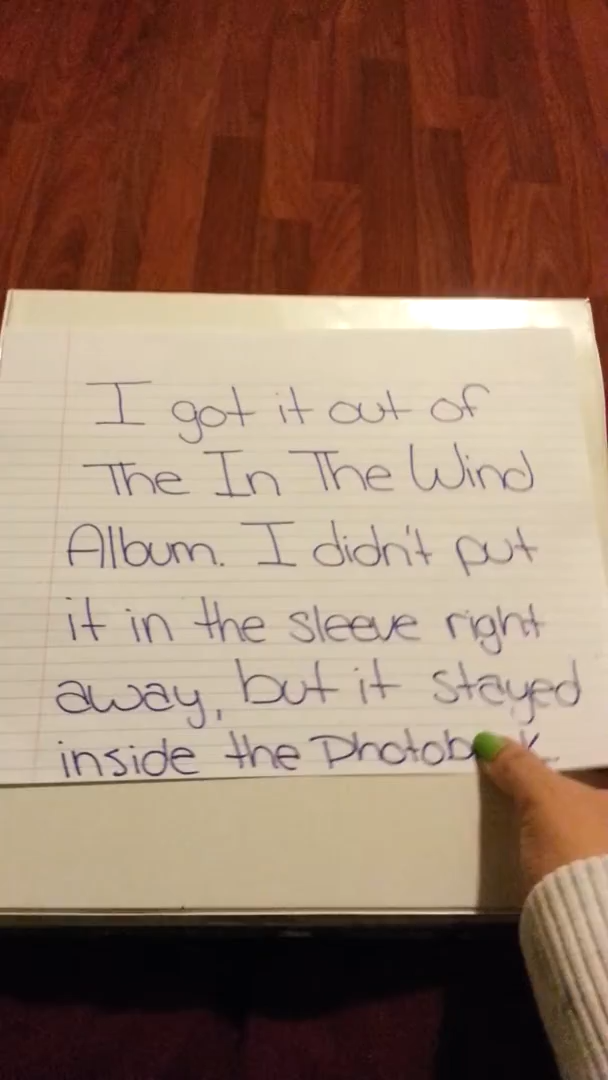 I got it out of
The In The Wind
Album. I didn't put
it in the sleeve right
away, but it stayed
inside the